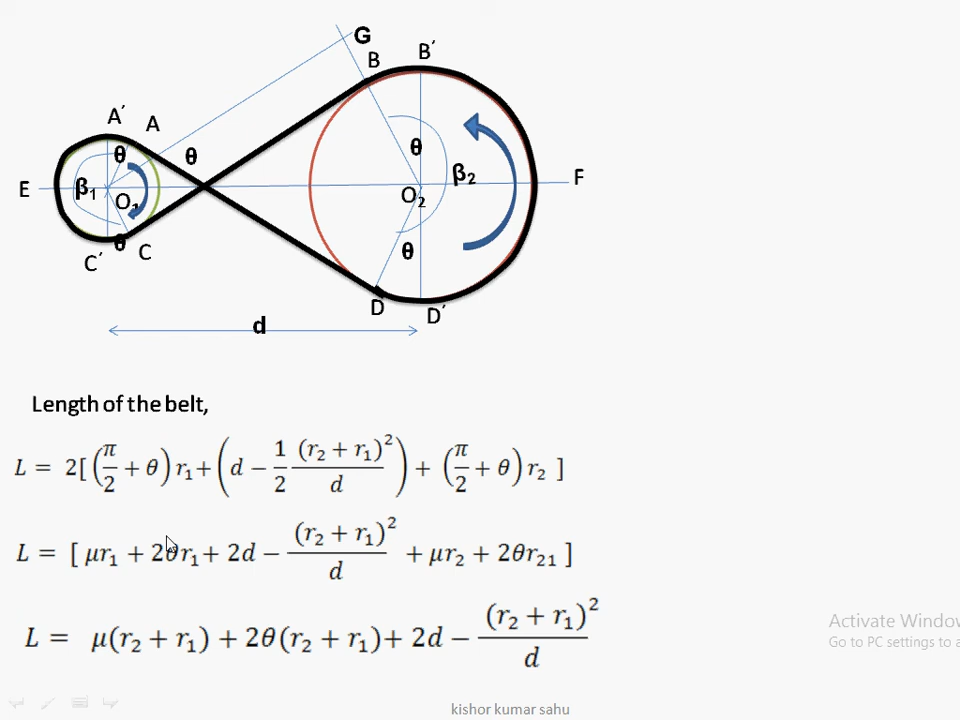 G
B B′
A′ A
θ θ θ
E β₁ O₁ O₂ β₂ F
θ θ
C′ C
D D′
d
Length of the belt,
L = 2[ (π/2 + θ) r₁+ (d − 1/2 (r₂ + r₁)²/d) + (π/2 + θ) r₂ ]
L = [ μr₁ + 2θr₁+ 2d − (r₂ + r₁)²/d + μr₂ + 2θr₂₁ ]
L = μ(r₂ + r₁) + 2θ(r₂ + r₁)+ 2d − (r₂ + r₁)²/d
Activate Window
Go to PC settings to a
kishor kumar sahu